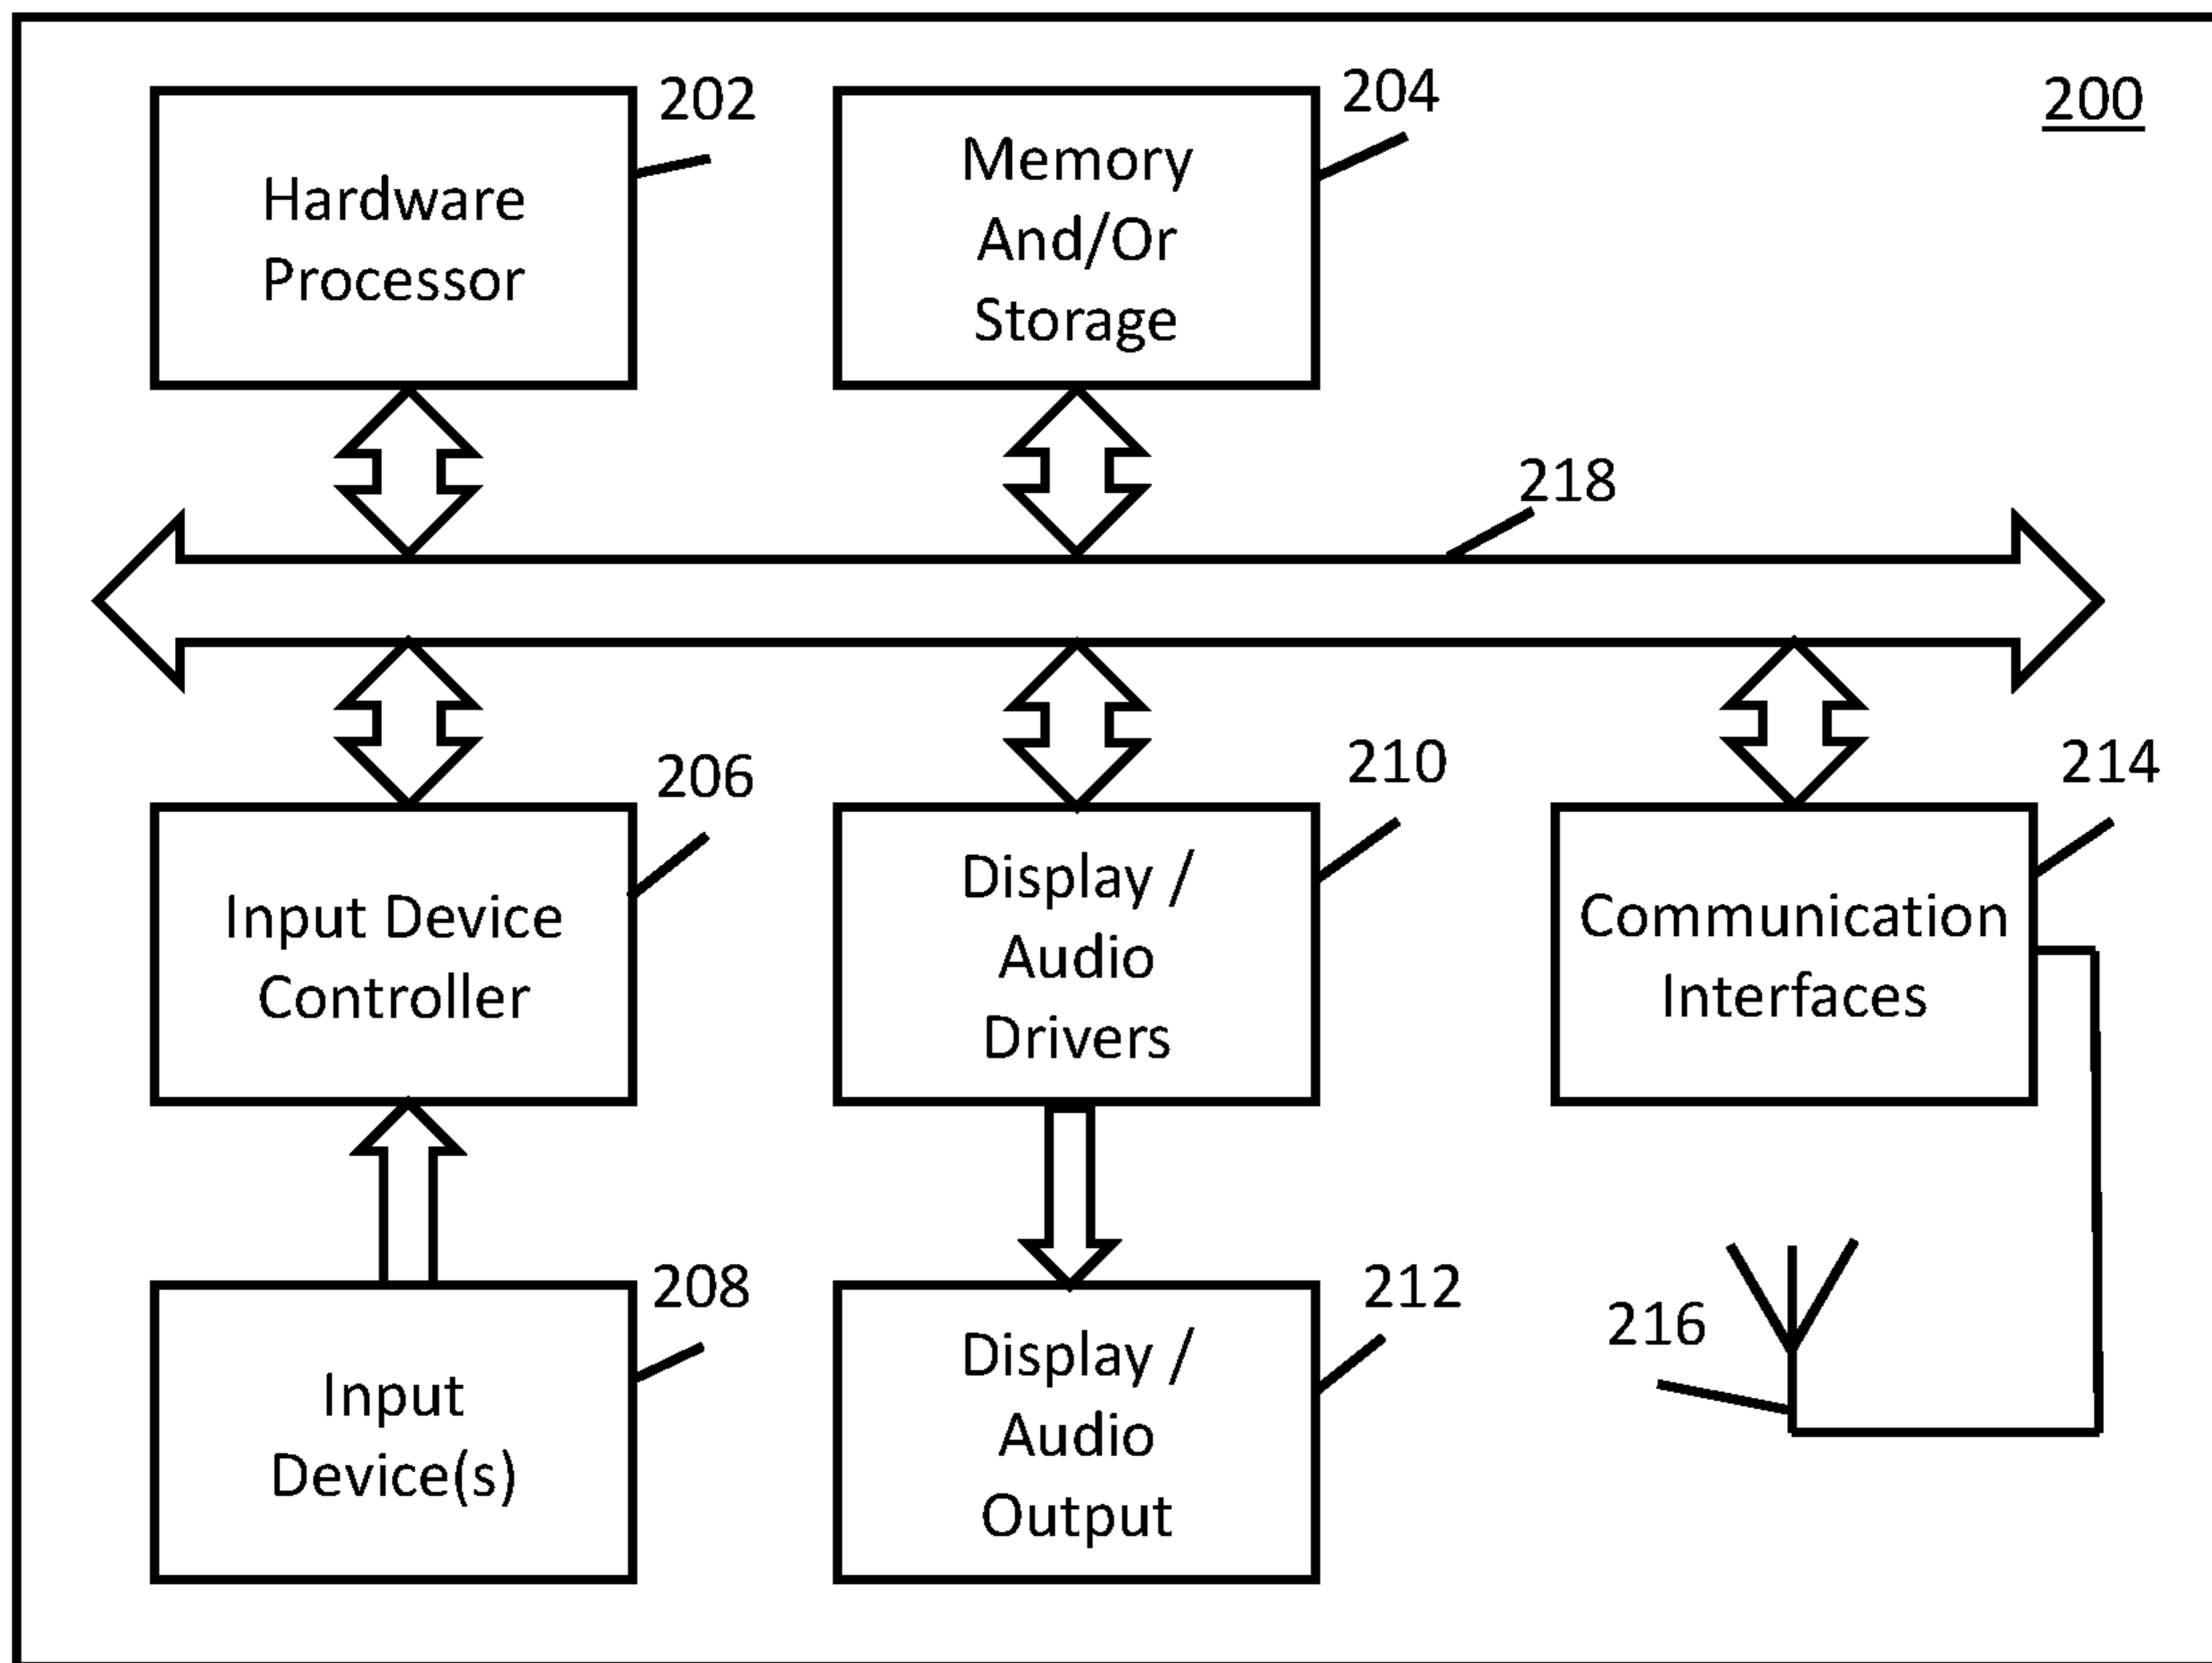 202
204
200
Hardware
Processor
Memory
And/Or
Storage
218
206
210
214
Input Device
Controller
Display /
Audio
Drivers
Communication
Interfaces
208
212
216
Input
Device(s)
Display /
Audio
Output